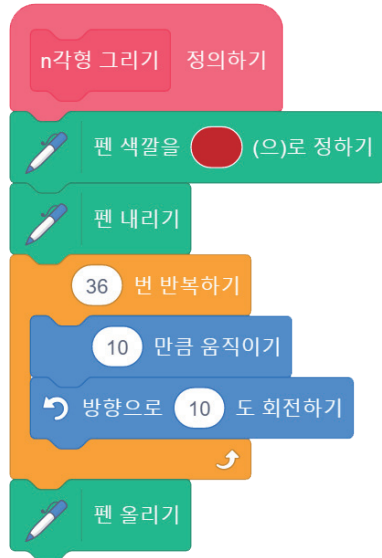 n각형 그리기 정의하기
펜 색깔을 (으)로 정하기
펜 내리기
36 번 반복하기
10 만큼 움직이기
방향으로 10 도 회전하기
펜 올리기